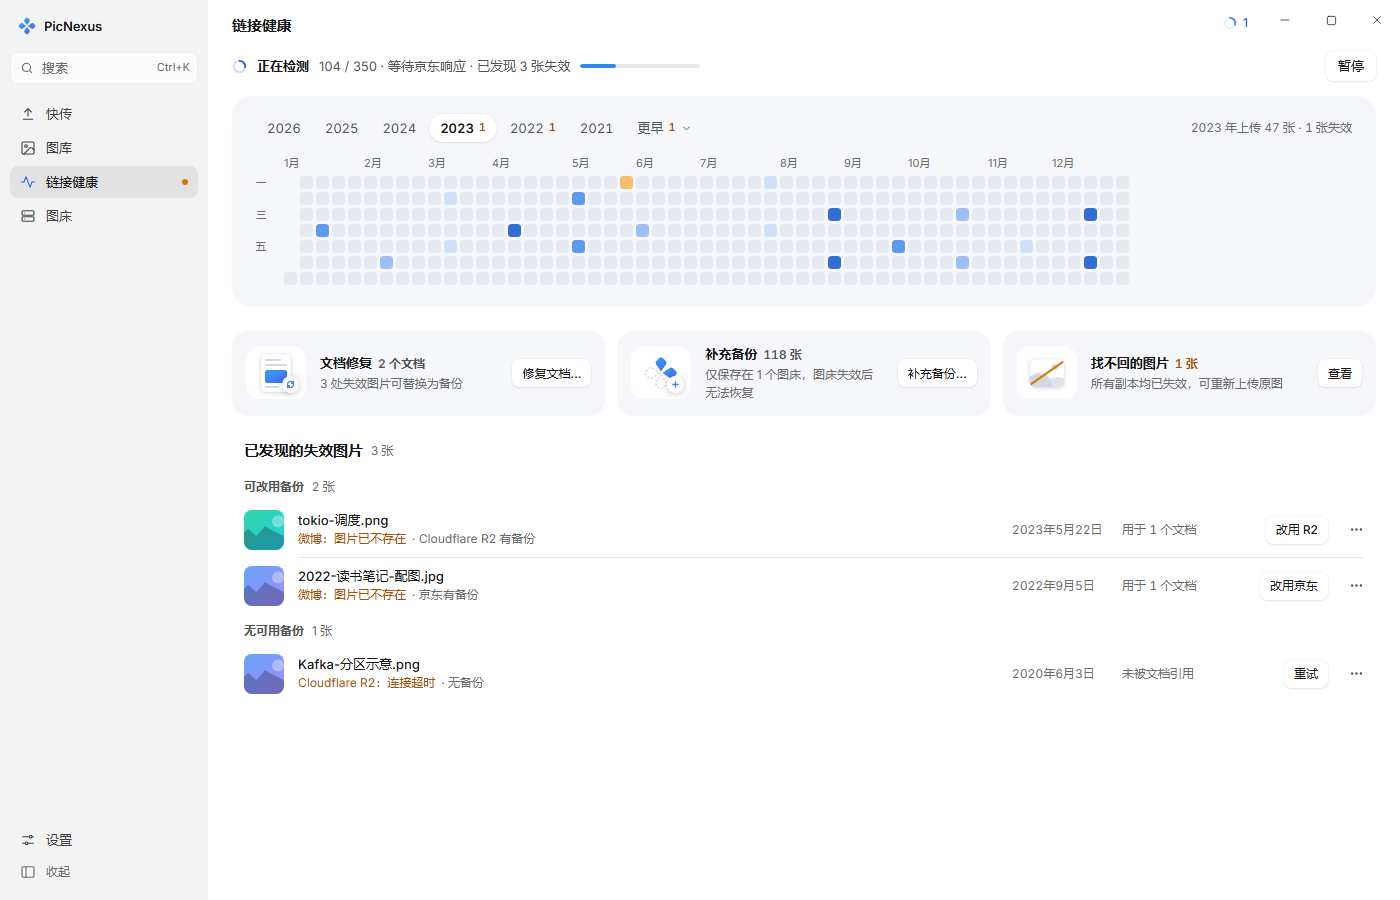 PicNexus
搜索 Ctrl+K
快传
图库
链接健康
图床
设置
收起
链接健康
1
正在检测 104 / 350 · 等待京东响应 · 已发现 3 张失效
暂停
2026 2025 2024 2023 1 2022 1 2021 更早 1
2023 年上传 47 张 · 1 张失效
1月 2月 3月 4月 5月 6月 7月 8月 9月 10月 11月 12月
一
三
五
文档修复 2 个文档
3 处失效图片可替换为备份
修复文档...
补充备份 118 张
仅保存在 1 个图床，图床失效后
无法恢复
补充备份...
找不回的图片 1 张
所有副本均已失效，可重新上传原图
查看
已发现的失效图片 3 张
可改用备份 2 张
tokio-调度.png
微博：图片已不存在 · Cloudflare R2 有备份
2023年5月22日 用于 1 个文档 改用 R2
2022-读书笔记-配图.jpg
微博：图片已不存在 · 京东有备份
2022年9月5日 用于 1 个文档 改用京东
无可用备份 1 张
Kafka-分区示意.png
Cloudflare R2：连接超时 · 无备份
2020年6月3日 未被文档引用 重试